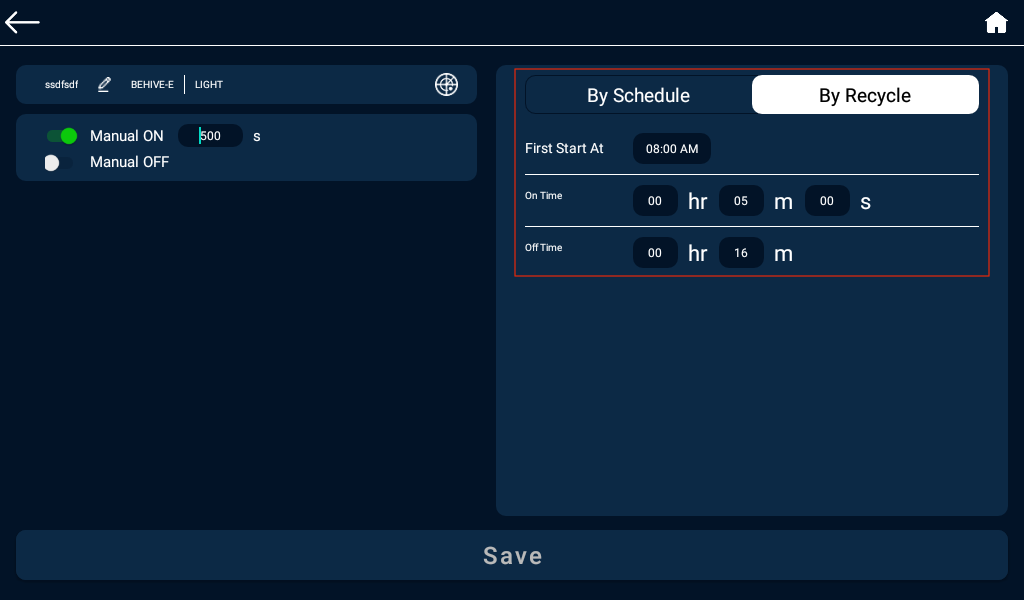 ssdfsdf BEHIVE-E LIGHT
Manual ON 500 s
Manual OFF
By Schedule By Recycle
First Start At 08:00 AM
On Time 00 hr 05 m 00 s
Off Time 00 hr 16 m
Save